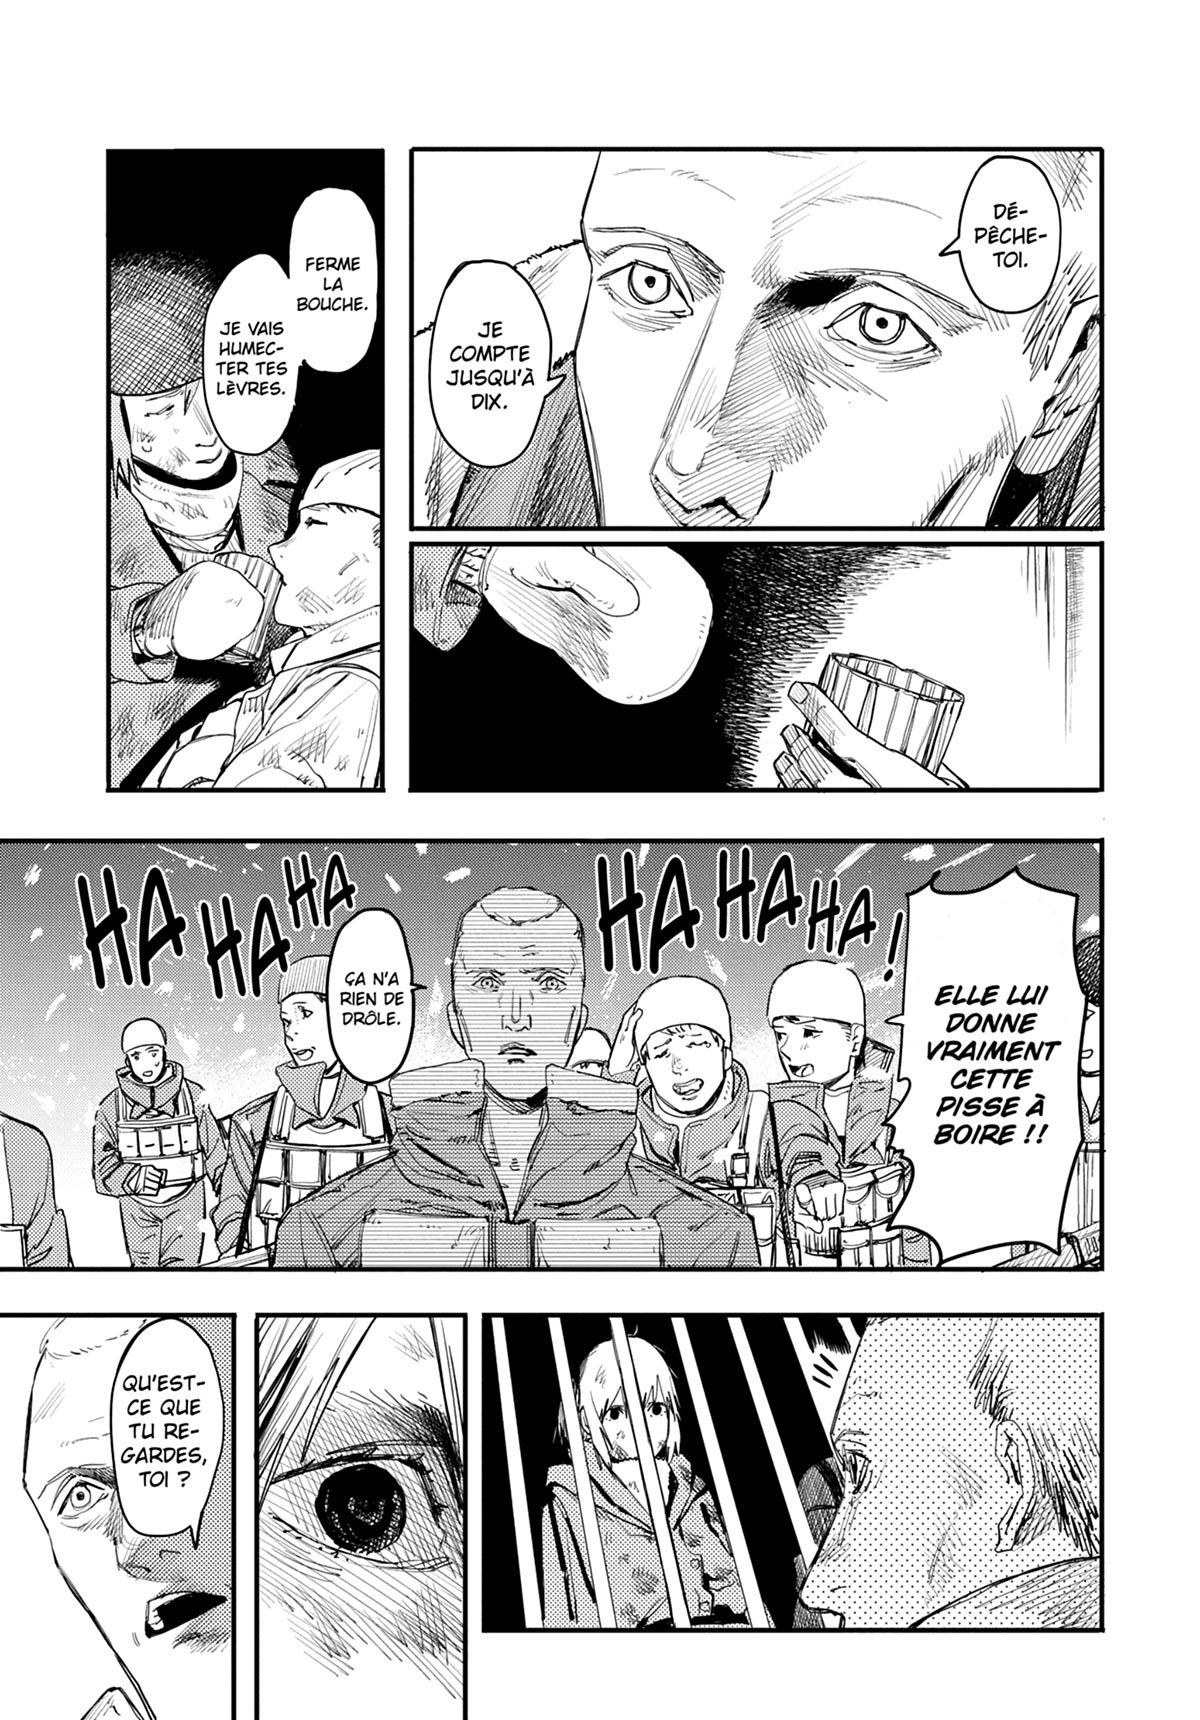 DÉ-
PÊCHE-
TOI.
JE
COMPTE
JUSQU'À
DIX.
FERME
LA
BOUCHE.
JE VAIS
HUMEC-
TER TES
LÈVRES.
ELLE LUI
DONNE
VRAIMENT
CETTE
PISSE À
BOIRE !!
HA HA HA !
ÇA N'A
RIEN DE
DRÔLE.
HA HA HA
QU'EST-
CE QUE
TU RE-
GARDES,
TOI ?